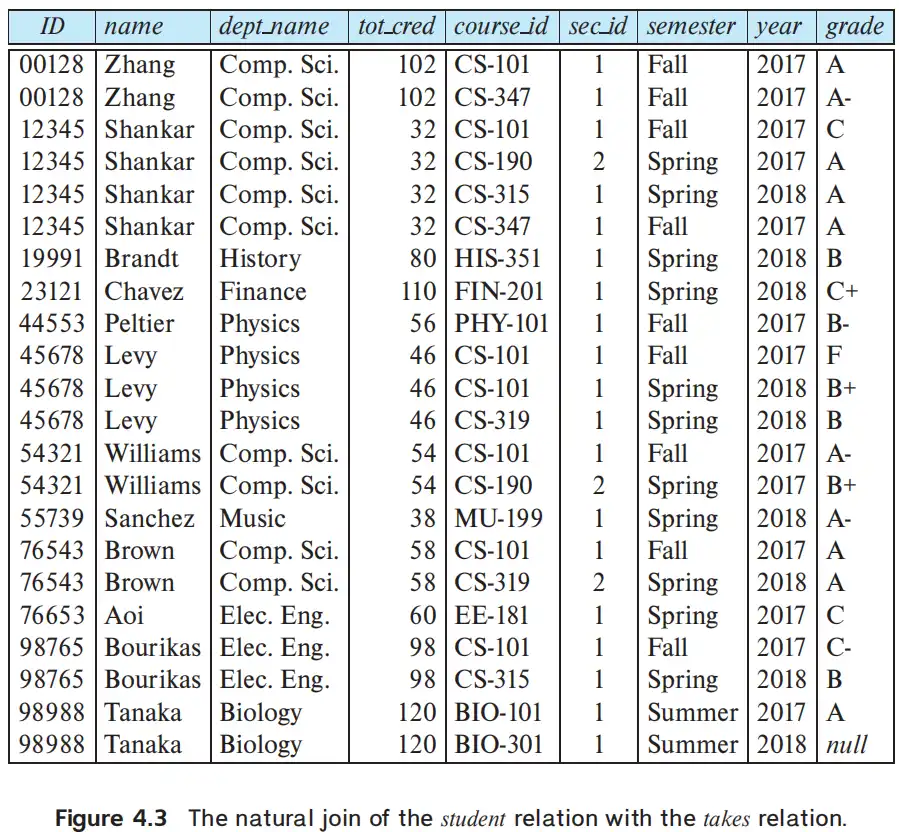 ID name dept_name tot_cred course_id sec_id semester year grade
00128 Zhang Comp. Sci. 102 CS-101 1 Fall 2017 A
00128 Zhang Comp. Sci. 102 CS-347 1 Fall 2017 A-
12345 Shankar Comp. Sci. 32 CS-101 1 Fall 2017 C
12345 Shankar Comp. Sci. 32 CS-190 2 Spring 2017 A
12345 Shankar Comp. Sci. 32 CS-315 1 Spring 2018 A
12345 Shankar Comp. Sci. 32 CS-347 1 Fall 2017 A
19991 Brandt History 80 HIS-351 1 Spring 2018 B
23121 Chavez Finance 110 FIN-201 1 Spring 2018 C+
44553 Peltier Physics 56 PHY-101 1 Fall 2017 B-
45678 Levy Physics 46 CS-101 1 Fall 2017 F
45678 Levy Physics 46 CS-101 1 Spring 2018 B+
45678 Levy Physics 46 CS-319 1 Spring 2018 B
54321 Williams Comp. Sci. 54 CS-101 1 Fall 2017 A-
54321 Williams Comp. Sci. 54 CS-190 2 Spring 2017 B+
55739 Sanchez Music 38 MU-199 1 Spring 2018 A-
76543 Brown Comp. Sci. 58 CS-101 1 Fall 2017 A
76543 Brown Comp. Sci. 58 CS-319 2 Spring 2018 A
76653 Aoi Elec. Eng. 60 EE-181 1 Spring 2017 C
98765 Bourikas Elec. Eng. 98 CS-101 1 Fall 2017 C-
98765 Bourikas Elec. Eng. 98 CS-315 1 Spring 2018 B
98988 Tanaka Biology 120 BIO-101 1 Summer 2017 A
98988 Tanaka Biology 120 BIO-301 1 Summer 2018 null
Figure 4.3 The natural join of the student relation with the takes relation.